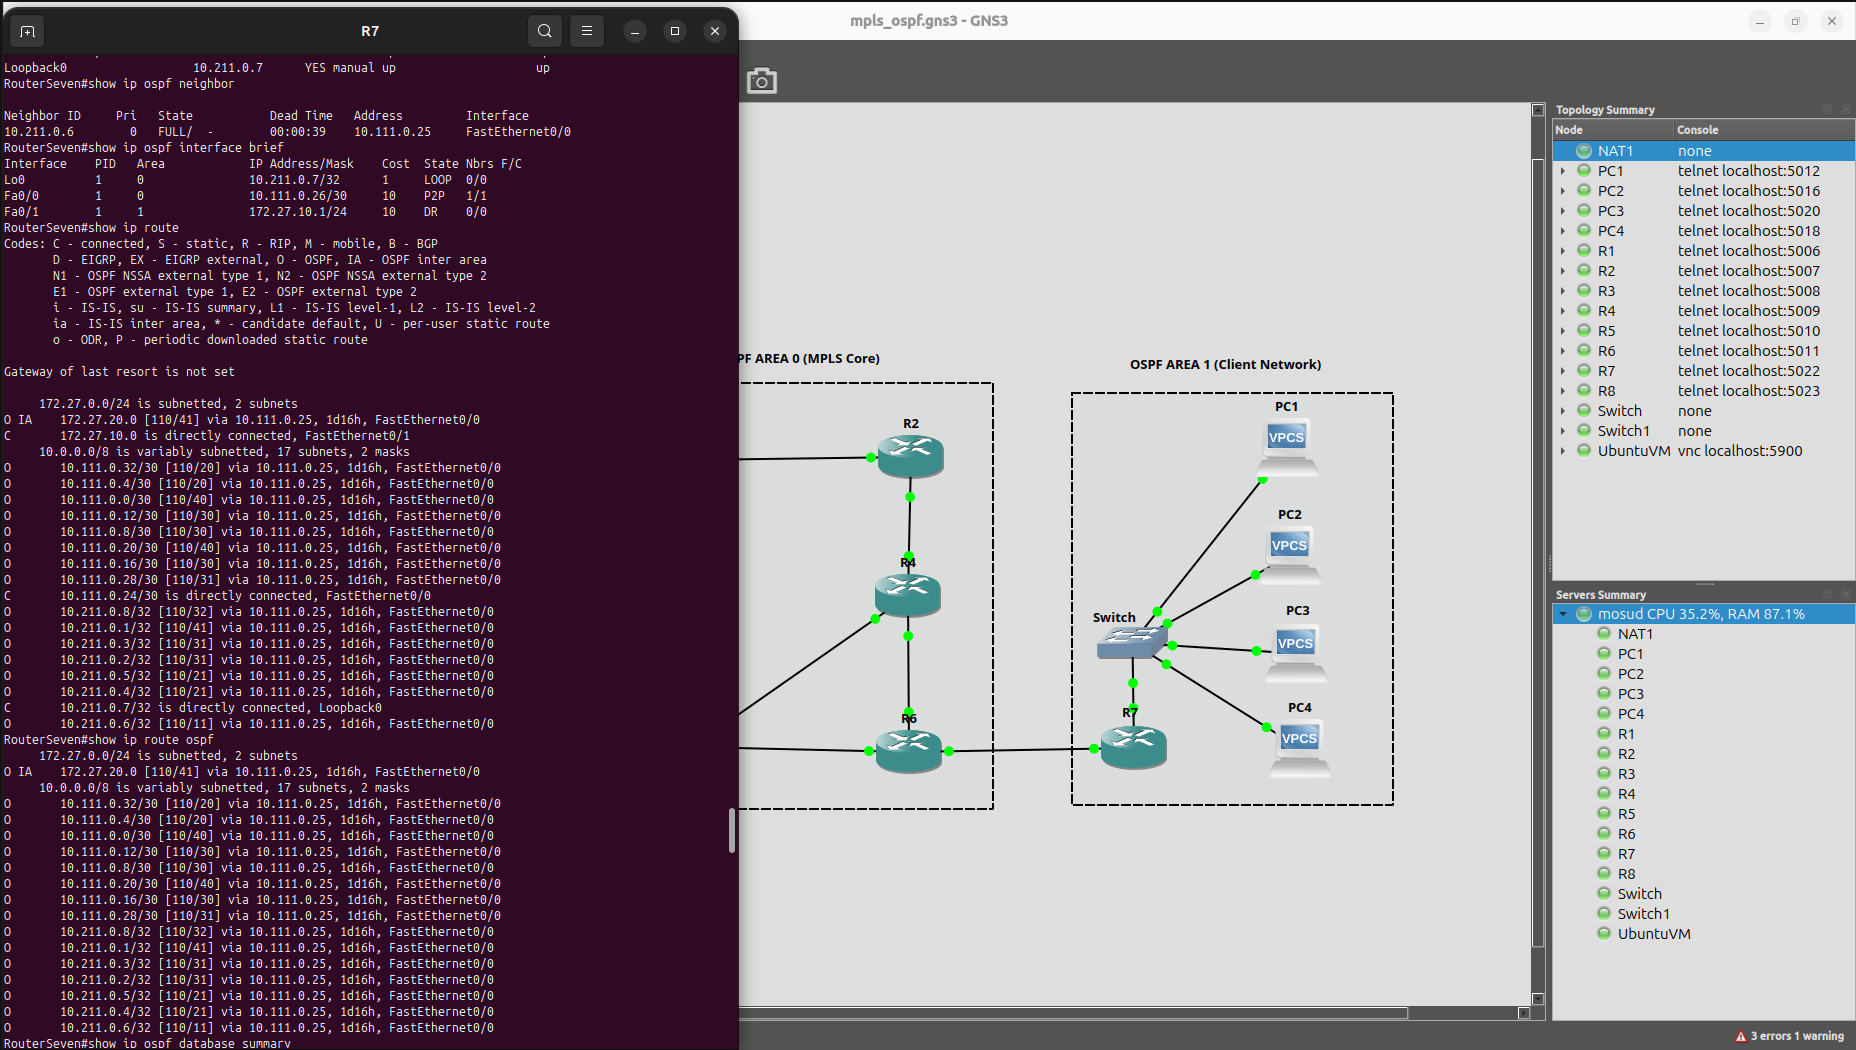 R7
mpls_ospf.gns3 - GNS3
Loopback0                  10.211.0.7      YES manual up                    up
RouterSeven#show ip ospf neighbor
Neighbor ID     Pri   State           Dead Time   Address         Interface
10.211.0.6        0   FULL/  -        00:00:39    10.111.0.25     FastEthernet0/0
RouterSeven#show ip ospf interface brief
Interface    PID   Area            IP Address/Mask    Cost  State Nbrs F/C
Lo0          1     0               10.211.0.7/32      1     LOOP  0/0
Fa0/0        1     0               10.111.0.26/30     10    P2P   1/1
Fa0/1        1     1               172.27.10.1/24     10    DR    0/0
RouterSeven#show ip route
Codes: C - connected, S - static, R - RIP, M - mobile, B - BGP
       D - EIGRP, EX - EIGRP external, O - OSPF, IA - OSPF inter area
       N1 - OSPF NSSA external type 1, N2 - OSPF NSSA external type 2
       E1 - OSPF external type 1, E2 - OSPF external type 2
       i - IS-IS, su - IS-IS summary, L1 - IS-IS level-1, L2 - IS-IS level-2
       ia - IS-IS inter area, * - candidate default, U - per-user static route
       o - ODR, P - periodic downloaded static route
Gateway of last resort is not set
     172.27.0.0/24 is subnetted, 2 subnets
O IA    172.27.20.0 [110/41] via 10.111.0.25, 1d16h, FastEthernet0/0
C       172.27.10.0 is directly connected, FastEthernet0/1
     10.0.0.0/8 is variably subnetted, 17 subnets, 2 masks
O       10.111.0.32/30 [110/20] via 10.111.0.25, 1d16h, FastEthernet0/0
O       10.111.0.4/30 [110/20] via 10.111.0.25, 1d16h, FastEthernet0/0
O       10.111.0.0/30 [110/40] via 10.111.0.25, 1d16h, FastEthernet0/0
O       10.111.0.12/30 [110/30] via 10.111.0.25, 1d16h, FastEthernet0/0
O       10.111.0.8/30 [110/30] via 10.111.0.25, 1d16h, FastEthernet0/0
O       10.111.0.20/30 [110/40] via 10.111.0.25, 1d16h, FastEthernet0/0
O       10.111.0.16/30 [110/30] via 10.111.0.25, 1d16h, FastEthernet0/0
O       10.111.0.28/30 [110/31] via 10.111.0.25, 1d16h, FastEthernet0/0
C       10.111.0.24/30 is directly connected, FastEthernet0/0
O       10.211.0.8/32 [110/32] via 10.111.0.25, 1d16h, FastEthernet0/0
O       10.211.0.1/32 [110/41] via 10.111.0.25, 1d16h, FastEthernet0/0
O       10.211.0.3/32 [110/31] via 10.111.0.25, 1d16h, FastEthernet0/0
O       10.211.0.2/32 [110/31] via 10.111.0.25, 1d16h, FastEthernet0/0
O       10.211.0.5/32 [110/21] via 10.111.0.25, 1d16h, FastEthernet0/0
O       10.211.0.4/32 [110/21] via 10.111.0.25, 1d16h, FastEthernet0/0
C       10.211.0.7/32 is directly connected, Loopback0
O       10.211.0.6/32 [110/11] via 10.111.0.25, 1d16h, FastEthernet0/0
RouterSeven#show ip route ospf
     172.27.0.0/24 is subnetted, 2 subnets
O IA    172.27.20.0 [110/41] via 10.111.0.25, 1d16h, FastEthernet0/0
     10.0.0.0/8 is variably subnetted, 17 subnets, 2 masks
O       10.111.0.32/30 [110/20] via 10.111.0.25, 1d16h, FastEthernet0/0
O       10.111.0.4/30 [110/20] via 10.111.0.25, 1d16h, FastEthernet0/0
O       10.111.0.0/30 [110/40] via 10.111.0.25, 1d16h, FastEthernet0/0
O       10.111.0.12/30 [110/30] via 10.111.0.25, 1d16h, FastEthernet0/0
O       10.111.0.8/30 [110/30] via 10.111.0.25, 1d16h, FastEthernet0/0
O       10.111.0.20/30 [110/40] via 10.111.0.25, 1d16h, FastEthernet0/0
O       10.111.0.16/30 [110/30] via 10.111.0.25, 1d16h, FastEthernet0/0
O       10.111.0.28/30 [110/31] via 10.111.0.25, 1d16h, FastEthernet0/0
O       10.211.0.8/32 [110/32] via 10.111.0.25, 1d16h, FastEthernet0/0
O       10.211.0.1/32 [110/41] via 10.111.0.25, 1d16h, FastEthernet0/0
O       10.211.0.3/32 [110/31] via 10.111.0.25, 1d16h, FastEthernet0/0
O       10.211.0.2/32 [110/31] via 10.111.0.25, 1d16h, FastEthernet0/0
O       10.211.0.5/32 [110/21] via 10.111.0.25, 1d16h, FastEthernet0/0
O       10.211.0.4/32 [110/21] via 10.111.0.25, 1d16h, FastEthernet0/0
O       10.211.0.6/32 [110/11] via 10.111.0.25, 1d16h, FastEthernet0/0
RouterSeven#show ip ospf database summary
PF AREA 0 (MPLS Core)
R2
R4
R6
OSPF AREA 1 (Client Network)
PC1
VPCS
PC2
VPCS
Switch
PC3
VPCS
R7
PC4
VPCS
Topology Summary
Node Console
NAT1 none
PC1 telnet localhost:5012
PC2 telnet localhost:5016
PC3 telnet localhost:5020
PC4 telnet localhost:5018
R1 telnet localhost:5006
R2 telnet localhost:5007
R3 telnet localhost:5008
R4 telnet localhost:5009
R5 telnet localhost:5010
R6 telnet localhost:5011
R7 telnet localhost:5022
R8 telnet localhost:5023
Switch none
Switch1 none
UbuntuVM vnc localhost:5900
Servers Summary
mosud CPU 35.2%, RAM 87.1%
NAT1
PC1
PC2
PC3
PC4
R1
R2
R3
R4
R5
R6
R7
R8
Switch
Switch1
UbuntuVM
3 errors 1 warning